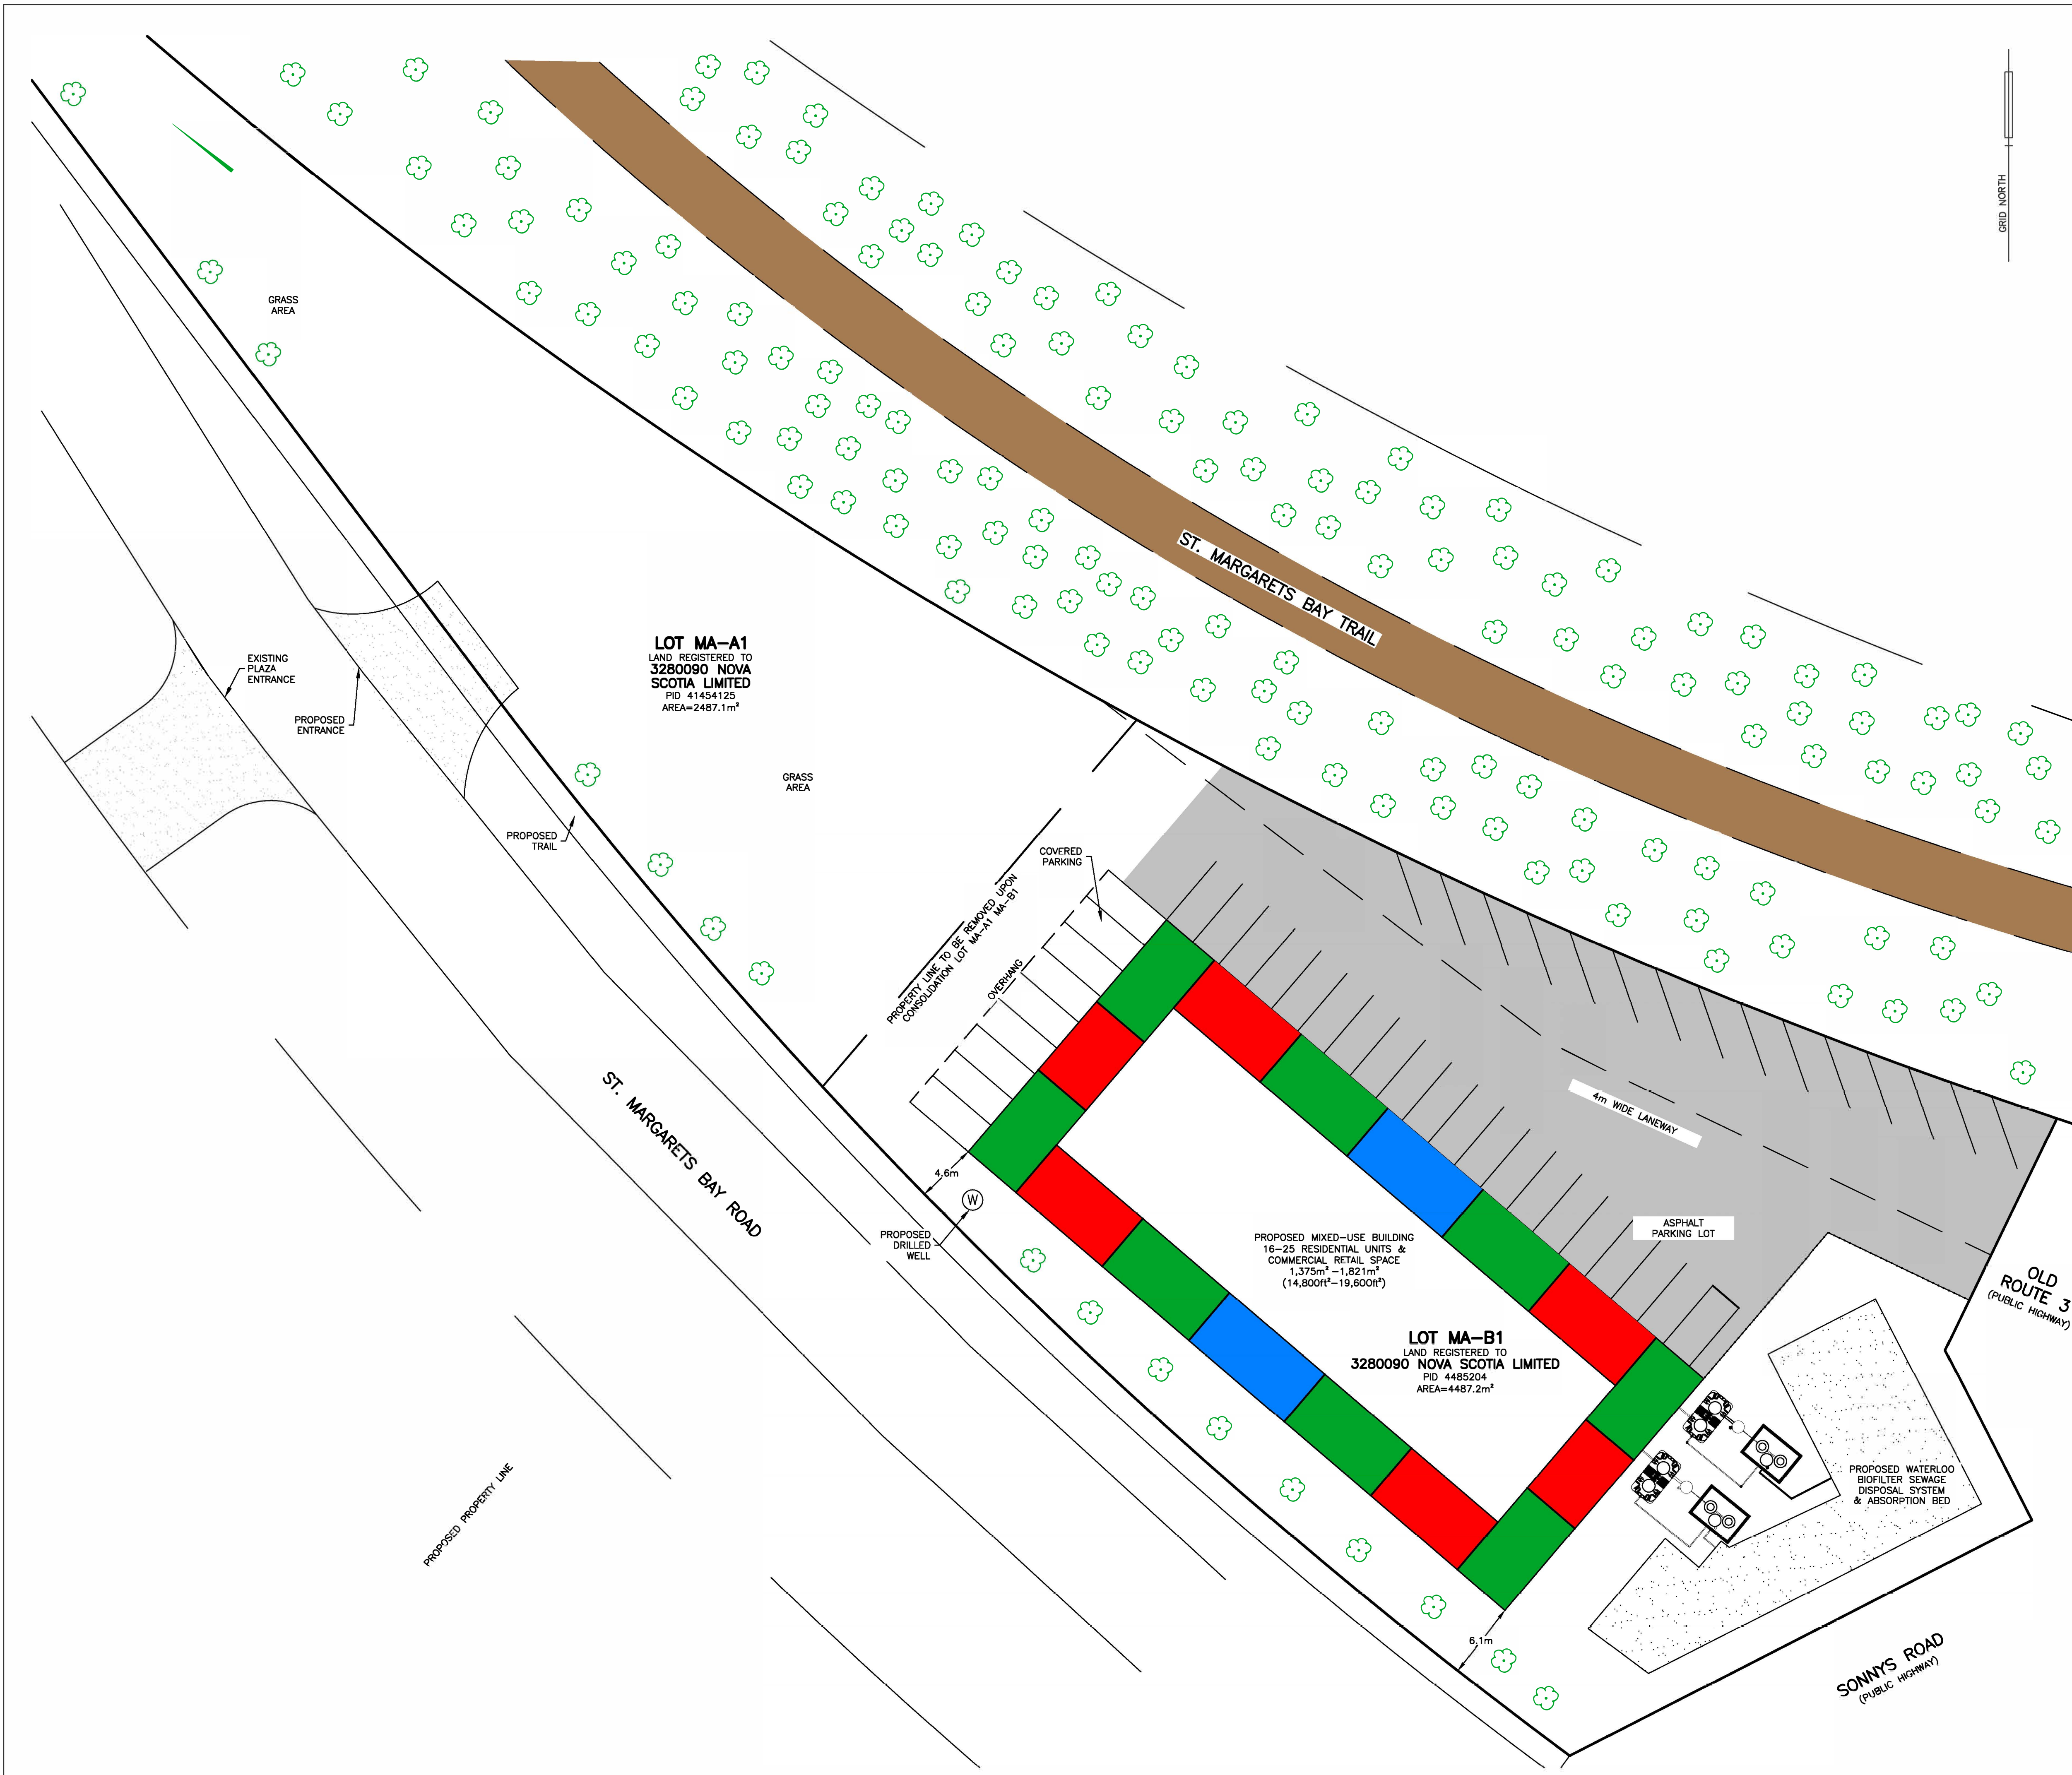 GRID NORTH
GRASS
AREA
ST. MARGARETS BAY TRAIL
LOT MA-A1
LAND REGISTERED TO
3280090 NOVA
SCOTIA LIMITED
PID 41454125
AREA=2487.1m²
EXISTING
PLAZA
ENTRANCE
PROPOSED
ENTRANCE
GRASS
AREA
PROPOSED
TRAIL
COVERED
PARKING
PROPERTY LINE TO BE REMOVED UPON
CONSOLIDATION LOT MA-A1 MA-B1
OVERHANG
4m WIDE LANEWAY
ST. MARGARETS BAY ROAD
4.6m
W
PROPOSED
DRILLED
WELL
ASPHALT
PARKING LOT
PROPOSED MIXED-USE BUILDING
16-25 RESIDENTIAL UNITS &
COMMERCIAL RETAIL SPACE
1,375m² -1,821m²
(14,800ft²-19,600ft²)
OLD
ROUTE 3
(PUBLIC HIGHWAY)
LOT MA-B1
LAND REGISTERED TO
3280090 NOVA SCOTIA LIMITED
PID 4485204
AREA=4487.2m²
PROPOSED WATERLOO
BIOFILTER SEWAGE
DISPOSAL SYSTEM
& ABSORPTION BED
PROPOSED PROPERTY LINE
6.1m
SONNYS ROAD
(PUBLIC HIGHWAY)